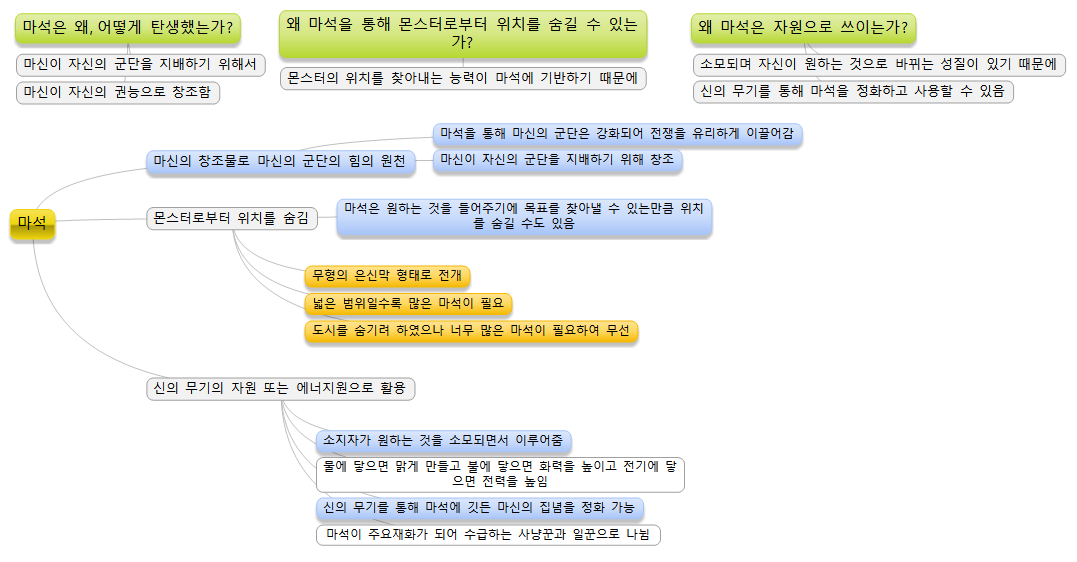 마석은 왜, 어떻게 탄생했는가?
마신이 자신의 군단을 지배하기 위해서
마신이 자신의 권능으로 창조함
왜 마석을 통해 몬스터로부터 위치를 숨길 수 있는
가?
몬스터의 위치를 찾아내는 능력이 마석에 기반하기 때문에
왜 마석은 자원으로 쓰이는가?
소모되며 자신이 원하는 것으로 바뀌는 성질이 있기 때문에
신의 무기를 통해 마석을 정화하고 사용할 수 있음
마석
마신의 창조물로 마신의 군단의 힘의 원천
마석을 통해 마신의 군단은 강화되어 전쟁을 유리하게 이끌어감
마신이 자신의 군단을 지배하기 위해 창조
몬스터로부터 위치를 숨김
마석은 원하는 것을 들어주기에 목표를 찾아낼 수 있는만큼 위치
를 숨길 수도 있음
무형의 은신막 형태로 전개
넓은 범위일수록 많은 마석이 필요
도시를 숨기려 하였으나 너무 많은 마석이 필요하여 무선
신의 무기의 자원 또는 에너지원으로 활용
소지자가 원하는 것을 소모되면서 이루어줌
물에 닿으면 맑게 만들고 불에 닿으면 화력을 높이고 전기에 닿
으면 전력을 높임
신의 무기를 통해 마석에 깃든 마신의 집념을 정화 가능
마석이 주요재화가 되어 수급하는 사냥꾼과 일꾼으로 나뉨